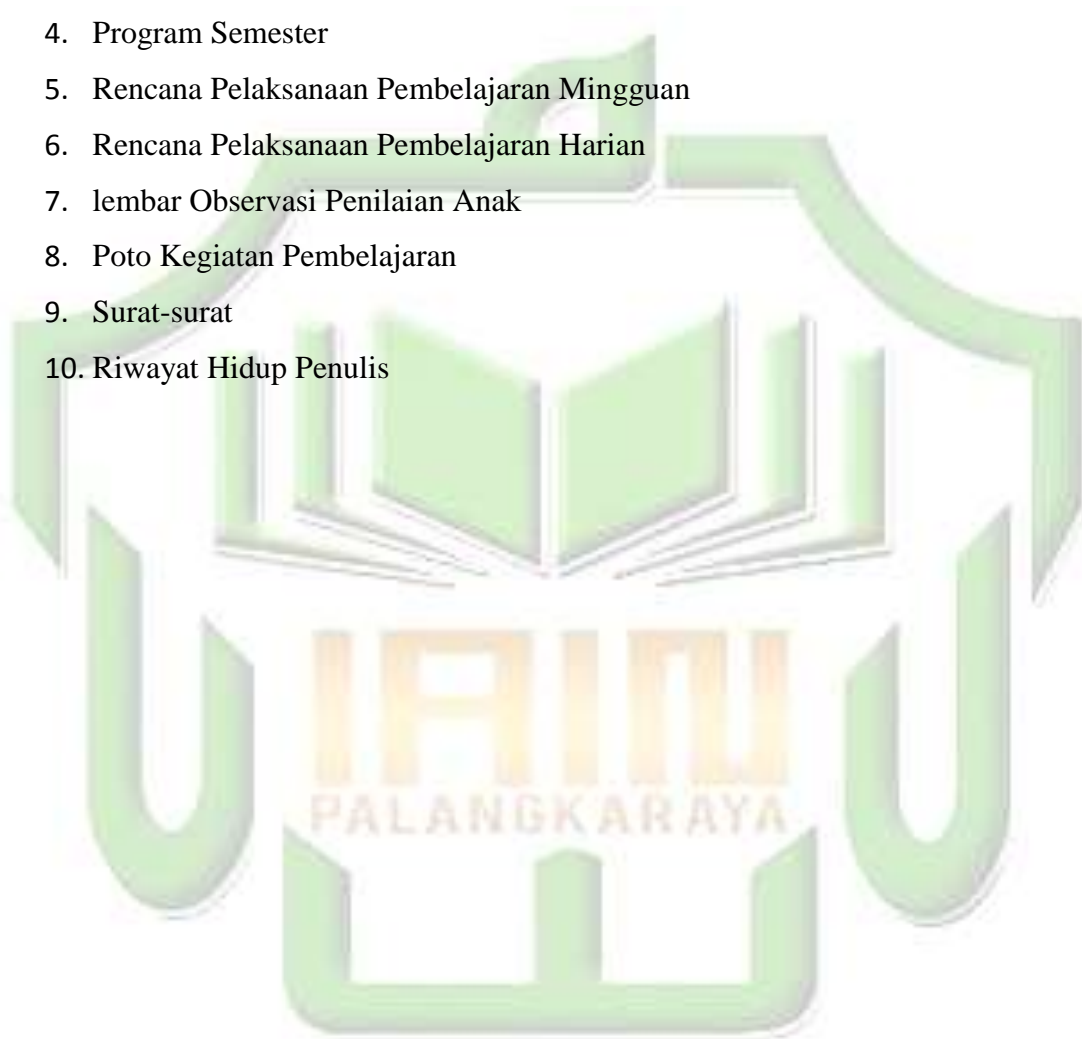 4. Program Semester
5. Rencana Pelaksanaan Pembelajaran Mingguan
6. Rencana Pelaksanaan Pembelajaran Harian
7. lembar Observasi Penilaian Anak
8. Poto Kegiatan Pembelajaran
9. Surat-surat
10. Riwayat Hidup Penulis
IAIN
PALANGKARAYA